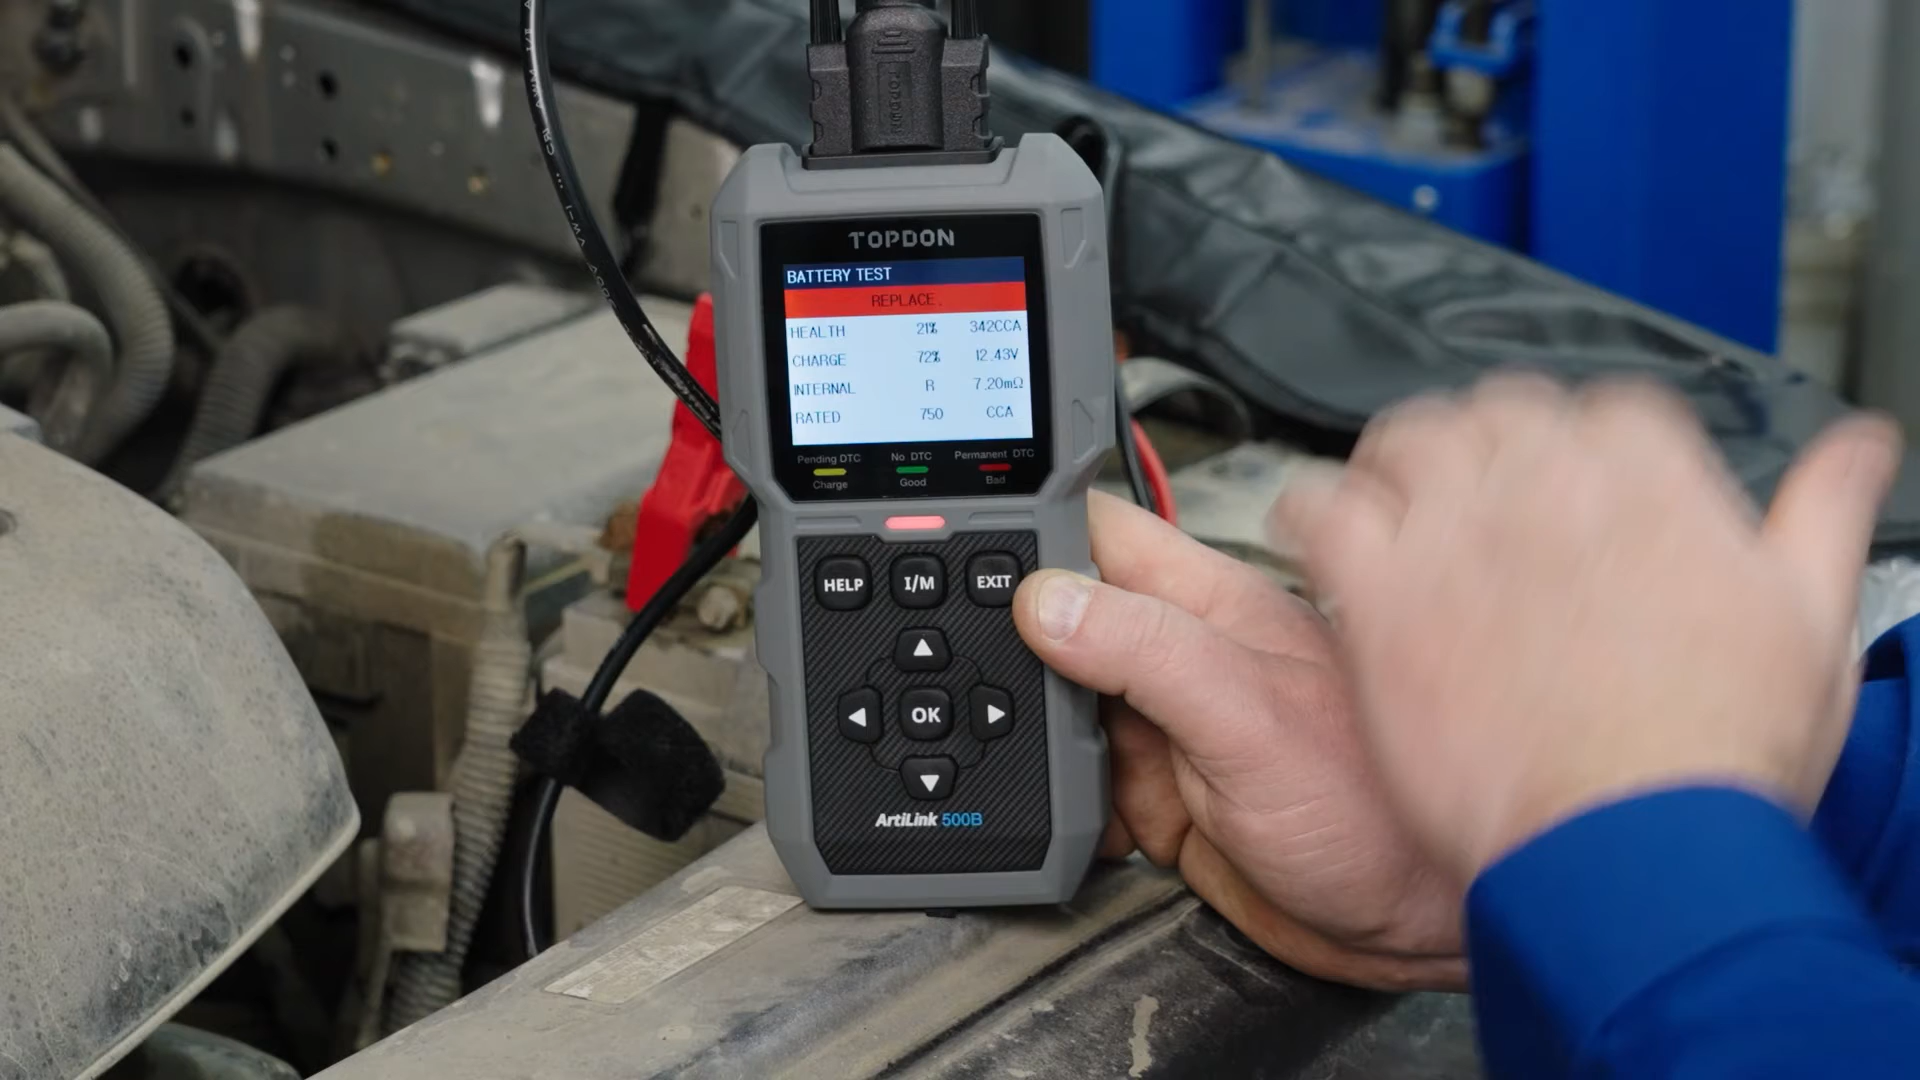 TOPDON
TOPDON
BATTERY TEST
REPLACE.
HEALTH 21% 342CCA
CHARGE 72% 12.43V
INTERNAL R 7.20mΩ
RATED 750 CCA
Pending DTC No DTC Permanent DTC
Charge Good Bad
HELP I/M EXIT
OK
ArtiLink 500B